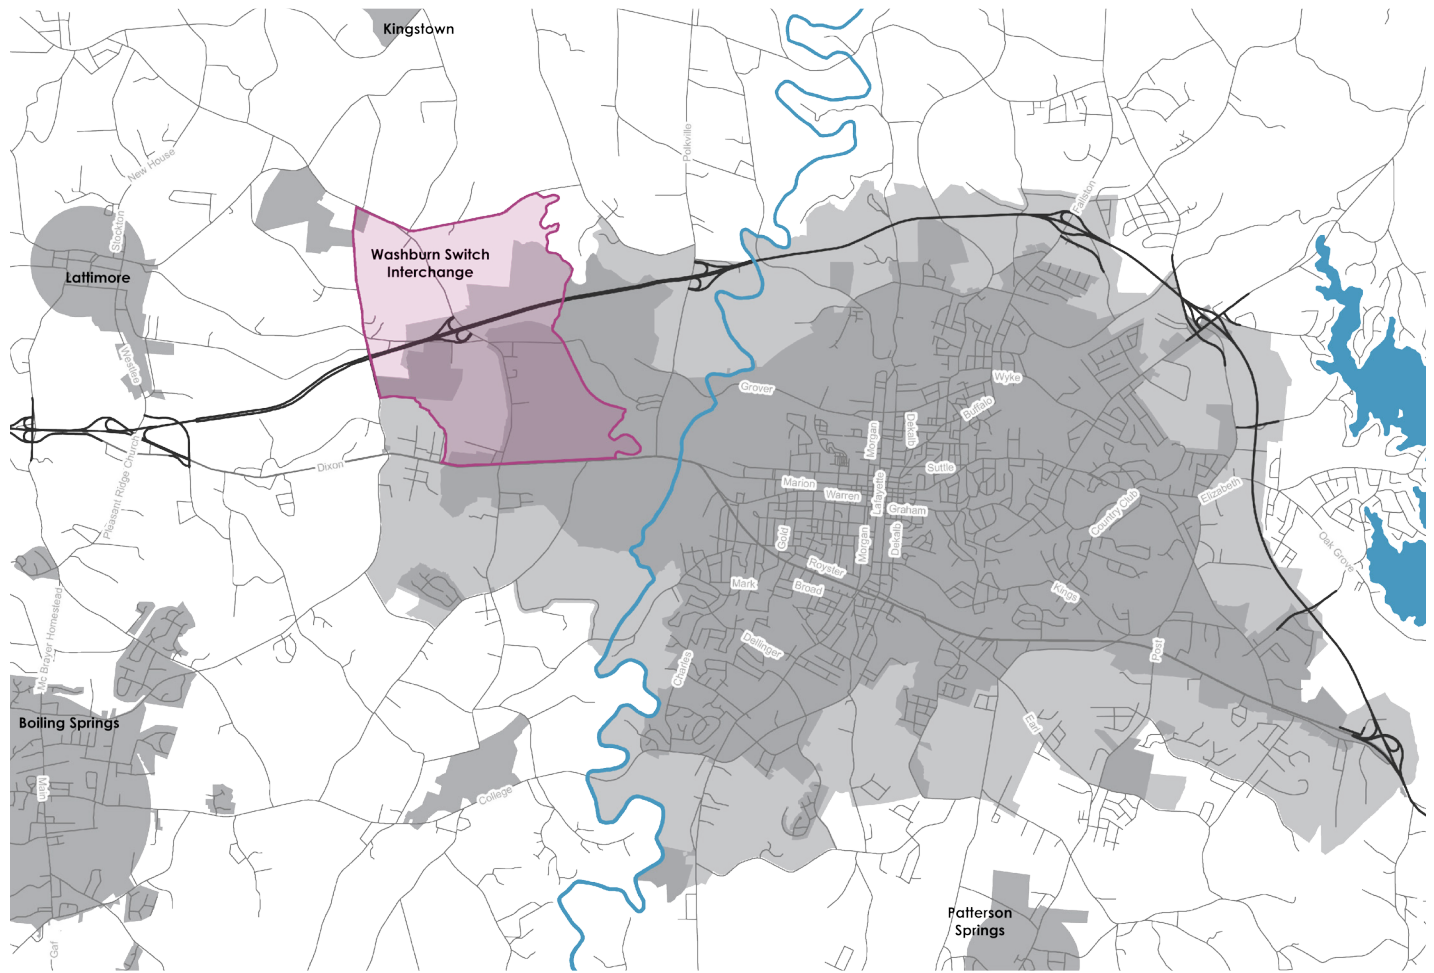 Kingstown
Polkville
New House
Fallston
Stockton
Washburn Switch
Interchange
Lattimore
Westlee
Wyke
Grover
Buffalo
Dekalb
Morgan
Dixon
Suttle
Pleasant Ridge Church
Marion
Warren
Lafayette
Graham
Elizabeth
Country Club
Gold
Morgan
Dekalb
Oak Grove
Royster
Mark
Broad
Kings
Mc Brayer Homestead
Dellinger
Post
Charles
Boiling Springs
Earl
Main
College
Patterson
Springs
Gaf